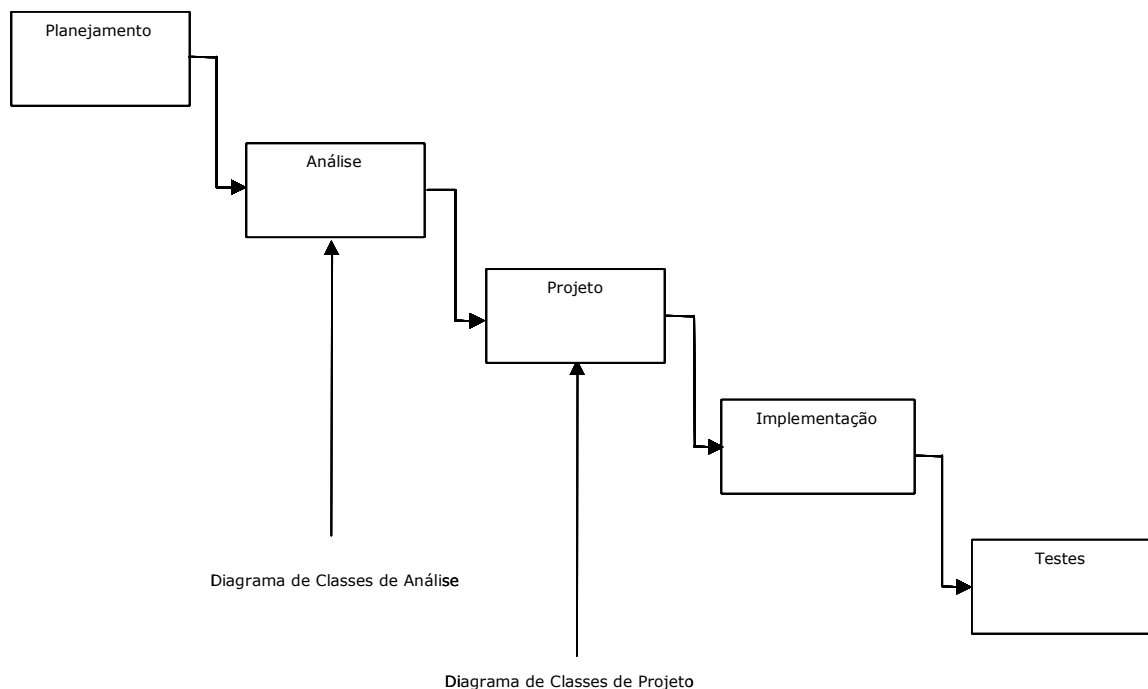 Planejamento
Análise
Projeto
Implementação
Testes
Diagrama de Classes de Análise
Diagrama de Classes de Projeto